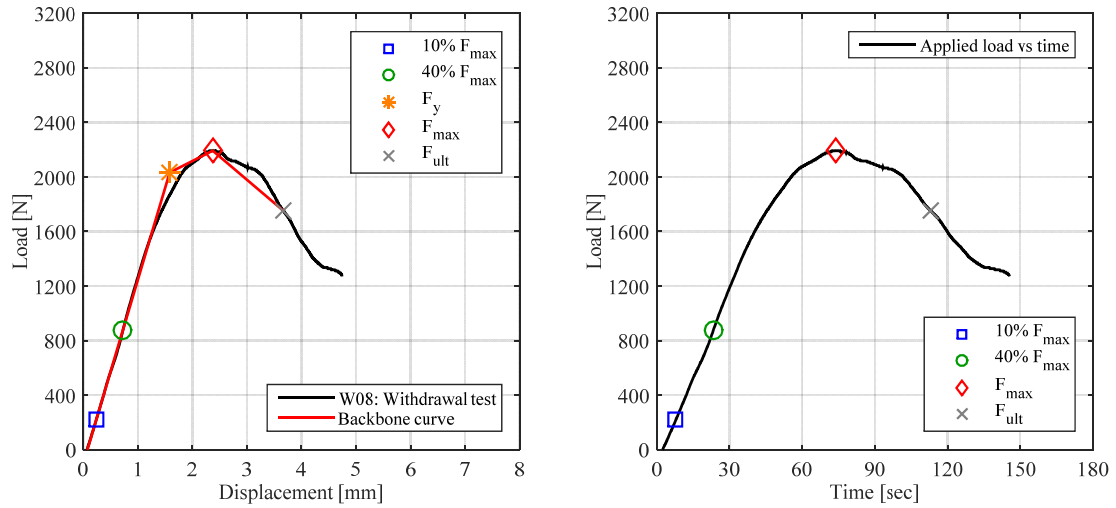 3200
2800
2400
2000
1600
1200
800
400
0
Load [N]
0 1 2 3 4 5 6 7 8
Displacement [mm]
10% Fmax
40% Fmax
Fy
Fmax
Fult
W08: Withdrawal test
Backbone curve
3200
2800
2400
2000
1600
1200
800
400
0
Load [N]
0 30 60 90 120 150 180
Time [sec]
Applied load vs time
10% Fmax
40% Fmax
Fmax
Fult